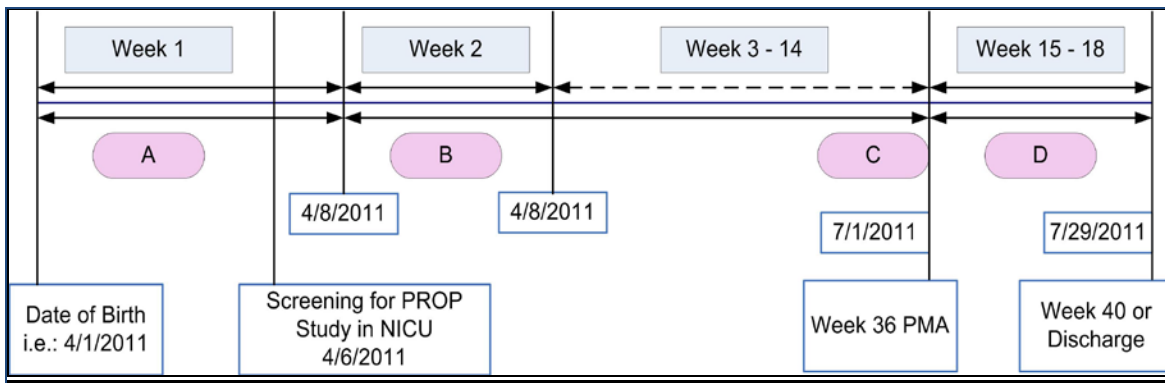 Week 1
Week 2
Week 3 - 14
Week 15 - 18
A
B
C
D
4/8/2011
4/8/2011
7/1/2011
7/29/2011
Date of Birth
i.e.: 4/1/2011
Screening for PROP
Study in NICU
4/6/2011
Week 36 PMA
Week 40 or
Discharge